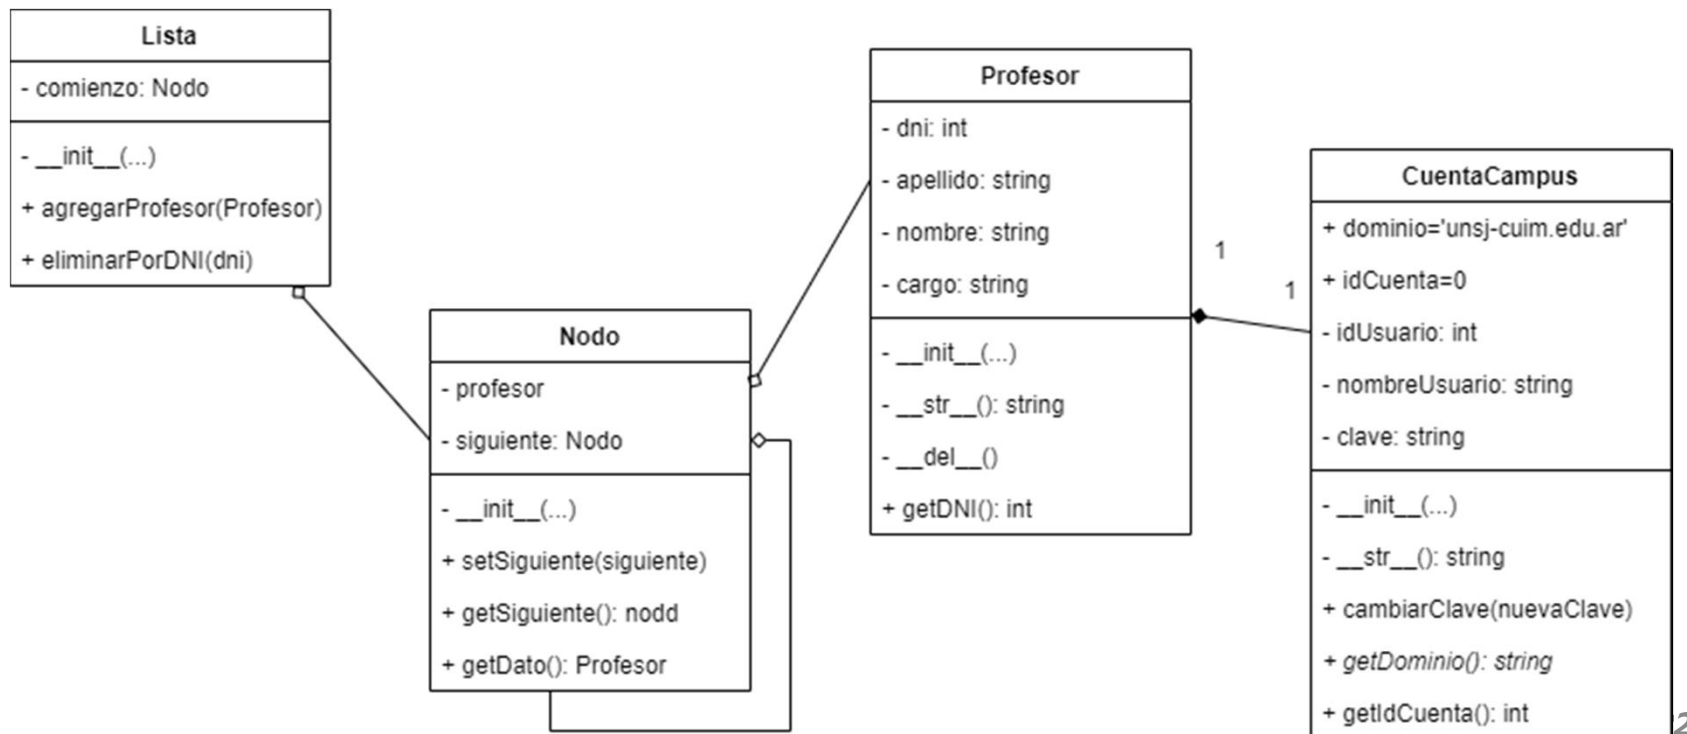 Lista
- comienzo: Nodo
- __init__(...)
+ agregarProfesor(Profesor)
+ eliminarPorDNI(dni)
Nodo
- profesor
- siguiente: Nodo
- __init__(...)
+ setSiguiente(siguiente)
+ getSiguiente(): nodd
+ getDato(): Profesor
Profesor
- dni: int
- apellido: string
- nombre: string
- cargo: string
- __init__(...)
- __str__(): string
- __del__()
+ getDNI(): int
1
1
CuentaCampus
+ dominio='unsj-cuim.edu.ar'
+ idCuenta=0
- idUsuario: int
- nombreUsuario: string
- clave: string
- __init__(...)
- __str__(): string
+ cambiarClave(nuevaClave)
+ getDominio(): string
+ getIdCuenta(): int